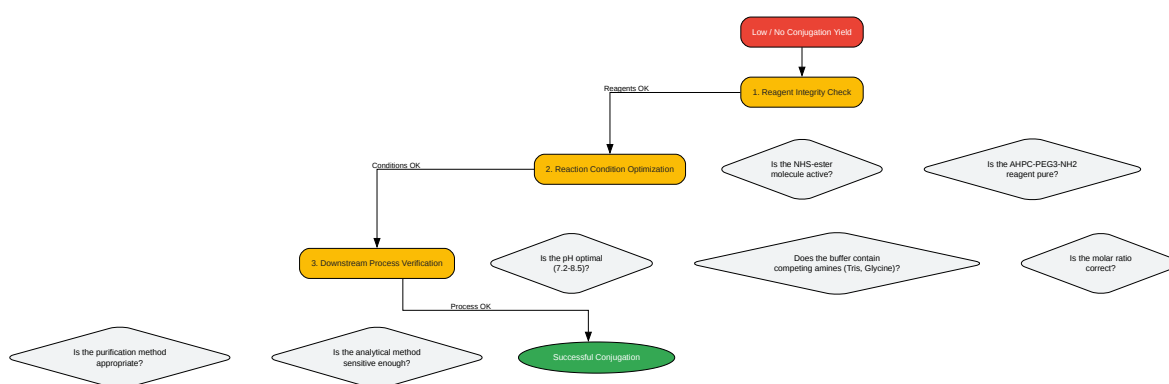 Low / No Conjugation Yield
1. Reagent Integrity Check
Reagents OK
2. Reaction Condition Optimization
Is the NHS-ester
molecule active?
Is the AHPC-PEG3-NH2
reagent pure?
Conditions OK
3. Downstream Process Verification
Is the pH optimal
(7.2-8.5)?
Does the buffer contain
competing amines (Tris, Glycine)?
Is the molar ratio
correct?
Process OK
Is the purification method
appropriate?
Is the analytical method
sensitive enough?
Successful Conjugation